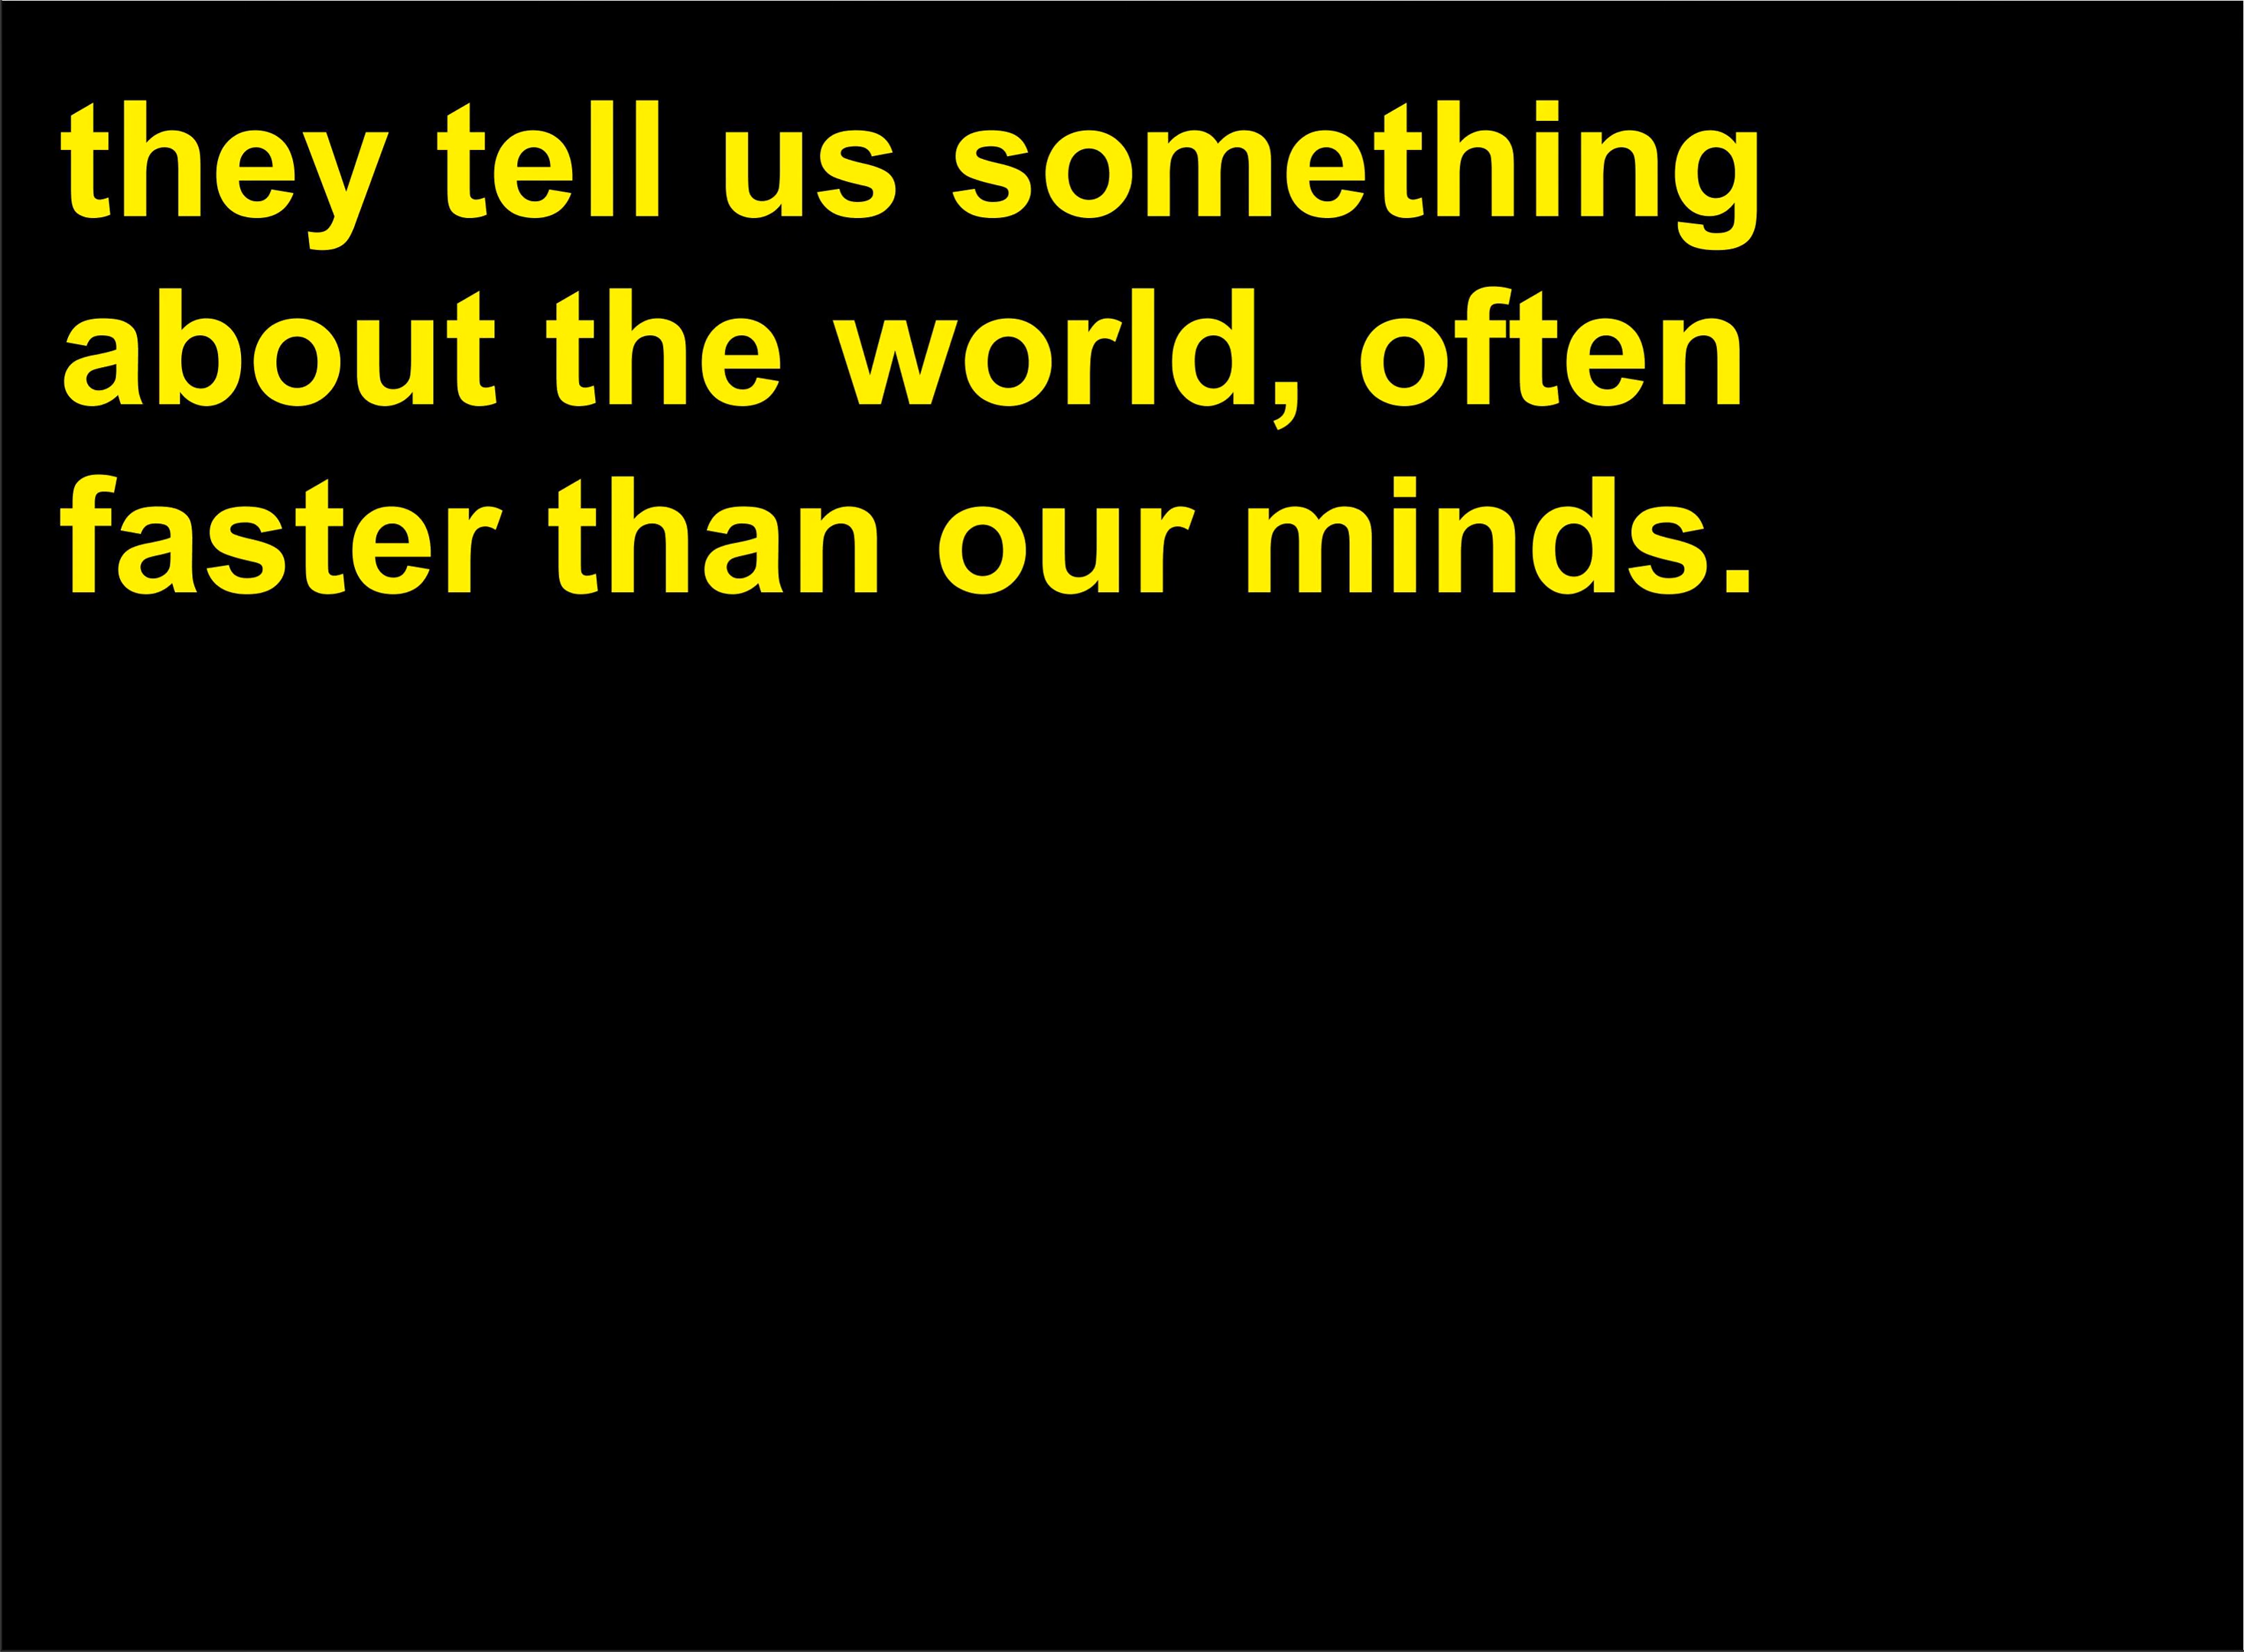 they tell us something
about the world, often
faster than our minds.